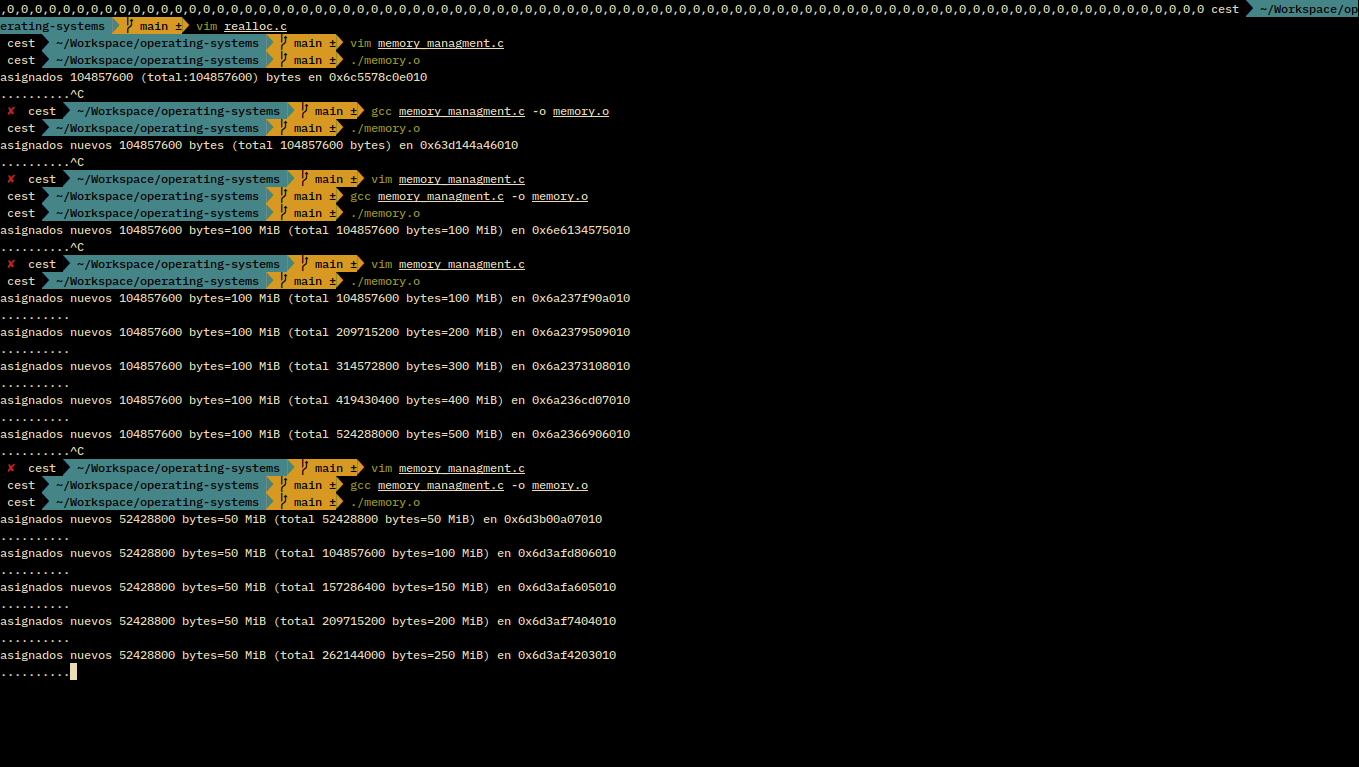 ,0,0,0,0,0,0,0,0,0,0,0,0,0,0,0,0,0,0,0,0,0,0,0,0,0,0,0,0,0,0,0,0,0,0,0,0,0,0,0,0,0,0,0,0,0,0,0,0,0,0,0,0,0,0,0,0,0,0,0,0,0,0,0,0,0,0,0,0,0,0,0,0,0,0,0,0,0,0,0,0,0,0,0,0,0,0 cest ~/Workspace/op
erating-systems main ± vim realloc.c
cest ~/Workspace/operating-systems main ± vim memory_managment.c
cest ~/Workspace/operating-systems main ± ./memory.o
asignados 104857600 (total:104857600) bytes en 0x6c5578c0e010
..........^C
✘ cest ~/Workspace/operating-systems main ± gcc memory_managment.c -o memory.o
cest ~/Workspace/operating-systems main ± ./memory.o
asignados nuevos 104857600 bytes (total 104857600 bytes) en 0x63d144a46010
..........^C
✘ cest ~/Workspace/operating-systems main ± vim memory_managment.c
cest ~/Workspace/operating-systems main ± gcc memory_managment.c -o memory.o
cest ~/Workspace/operating-systems main ± ./memory.o
asignados nuevos 104857600 bytes=100 MiB (total 104857600 bytes=100 MiB) en 0x6e6134575010
..........^C
✘ cest ~/Workspace/operating-systems main ± vim memory_managment.c
cest ~/Workspace/operating-systems main ± ./memory.o
asignados nuevos 104857600 bytes=100 MiB (total 104857600 bytes=100 MiB) en 0x6a237f90a010
..........
asignados nuevos 104857600 bytes=100 MiB (total 209715200 bytes=200 MiB) en 0x6a2379509010
..........
asignados nuevos 104857600 bytes=100 MiB (total 314572800 bytes=300 MiB) en 0x6a2373108010
..........
asignados nuevos 104857600 bytes=100 MiB (total 419430400 bytes=400 MiB) en 0x6a236cd07010
..........
asignados nuevos 104857600 bytes=100 MiB (total 524288000 bytes=500 MiB) en 0x6a2366906010
..........^C
✘ cest ~/Workspace/operating-systems main ± vim memory_managment.c
cest ~/Workspace/operating-systems main ± gcc memory_managment.c -o memory.o
cest ~/Workspace/operating-systems main ± ./memory.o
asignados nuevos 52428800 bytes=50 MiB (total 52428800 bytes=50 MiB) en 0x6d3b00a07010
..........
asignados nuevos 52428800 bytes=50 MiB (total 104857600 bytes=100 MiB) en 0x6d3afd806010
..........
asignados nuevos 52428800 bytes=50 MiB (total 157286400 bytes=150 MiB) en 0x6d3afa605010
..........
asignados nuevos 52428800 bytes=50 MiB (total 209715200 bytes=200 MiB) en 0x6d3af7404010
..........
asignados nuevos 52428800 bytes=50 MiB (total 262144000 bytes=250 MiB) en 0x6d3af4203010
..........